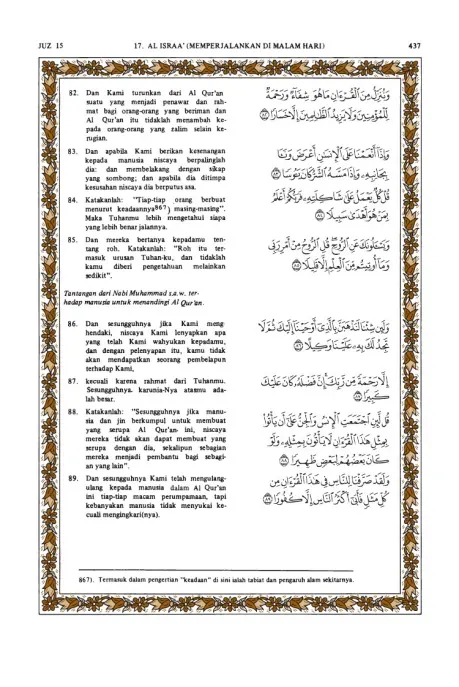 JUZ 15 17. AL ISRAA' (MEMPERJALANKAN DI MALAM HARI) 437
82. Dan Kami turunkan dari Al Qur'an
suatu yang menjadi penawar dan rah-
mat bagi orang-orang yang beriman dan
Al Qur'an itu tidaklah menambah ke-
pada orang-orang yang zalim selain ke-
rugian.
83. Dan apabila Kami berikan kesenangan
kepada manusia niscaya berpalinglah
dia: dan membelakang dengan sikap
yang sombong; dan apabila dia ditimpa
kesusahan niscaya dia berputus asa.
84. Katakanlah: "Tiap-tiap orang berbuat
menurut keadaannya867) masing-masing".
Maka Tuhanmu lebih mengetahui siapa
yang lebih benar jalannya.
85. Dan mereka bertanya kepadamu ten-
tang roh. Katakanlah: "Roh itu ter-
masuk urusan Tuhan-ku, dan tidaklah
kamu diberi pengetahuan melainkan
sedikit".
Tantangan dari Nabi Muhammad s.a.w. ter-
hadap manusia untuk menandingi Al Qur'an.
86. Dan sesungguhnya jika Kami meng
hendaki, niscaya Kami lenyapkan apa
yang telah Kami wahyukan kepadamu,
dan dengan pelenyapan itu, kamu tidak
akan mendapatkan seorang pembelapun
terhadap Kami,
87. kecuali karena rahmat dari Tuhanmu.
Sesungguhnya. karunia-Nya atasmu ada-
lah besar.
88. Katakanlah: "Sesungguhnya jika manu-
sia dan jin berkumpul untuk membuat
yang serupa Al Qur'an ini, niscaya
mereka tidak akan dapat membuat yang
serupa dengan dia, sekalipun sebagian
mereka menjadi pembantu bagi sebagi-
an yang lain".
89. Dan sesungguhnya Kami telah mengulang-
ulang kepada manusia dalam Al Qur'an
ini tiap-tiap macam perumpamaan, tapi
kebanyakan manusia tidak menyukai ke-
cuali mengingkari(nya).
وَنُنَزِّلُ مِنَ الْقُرْءَانِ مَا هُوَ شِفَآءٌ وَرَحْمَةٌ
لِّلْمُؤْمِنِينَ وَلَا يَزِيدُ الظَّٰلِمِينَ إِلَّا خَسَارًا ۝٨٢
وَإِذَآ أَنْعَمْنَا عَلَى الْإِنسَٰنِ أَعْرَضَ وَنَـَٔا
بِجَانِبِهِۦ وَإِذَا مَسَّهُ الشَّرُّ كَانَ يَـُٔوسًا ۝٨٣
قُلْ كُلٌّ يَعْمَلُ عَلَىٰ شَاكِلَتِهِۦ فَرَبُّكُمْ أَعْلَمُ
بِمَنْ هُوَ أَهْدَىٰ سَبِيلًا ۝٨٤
وَيَسْـَٔلُونَكَ عَنِ الرُّوحِ قُلِ الرُّوحُ مِنْ أَمْرِ رَبِّى
وَمَآ أُوتِيتُم مِّنَ الْعِلْمِ إِلَّا قَلِيلًا ۝٨٥
وَلَئِن شِئْنَا لَنَذْهَبَنَّ بِالَّذِىٓ أَوْحَيْنَآ إِلَيْكَ ثُمَّ لَا
تَجِدُ لَكَ بِهِۦ عَلَيْنَا وَكِيلًا ۝٨٦
إِلَّا رَحْمَةً مِّن رَّبِّكَ إِنَّ فَضْلَهُۥ كَانَ عَلَيْكَ
كَبِيرًا ۝٨٧
قُل لَّئِنِ اجْتَمَعَتِ الْإِنسُ وَالْجِنُّ عَلَىٰٓ أَن يَأْتُوا۟
بِمِثْلِ هَٰذَا الْقُرْءَانِ لَا يَأْتُونَ بِمِثْلِهِۦ وَلَوْ
كَانَ بَعْضُهُمْ لِبَعْضٍ ظَهِيرًا ۝٨٨
وَلَقَدْ صَرَّفْنَا لِلنَّاسِ فِى هَٰذَا الْقُرْءَانِ مِن
كُلِّ مَثَلٍ فَأَبَىٰٓ أَكْثَرُ النَّاسِ إِلَّا كُفُورًا ۝٨٩
867). Termasuk dalam pengertian "keadaan" di sini ialah tabiat dan pengaruh alam sekitarnya.